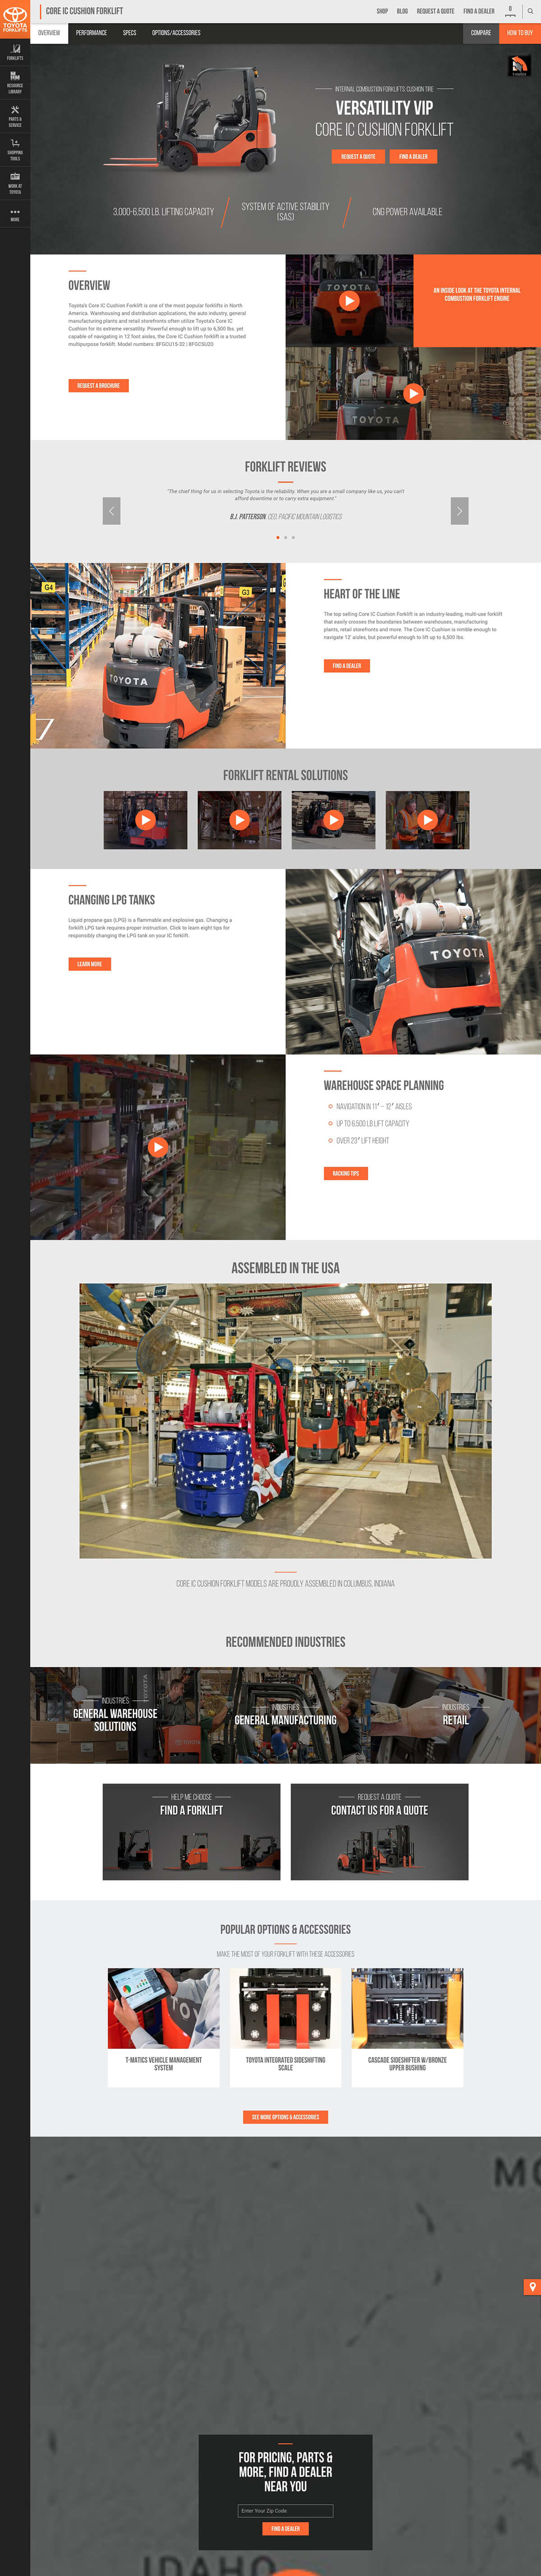 TOYOTA
FORKLIFTS
CORE IC CUSHION FORKLIFT
SHOP
BLOG
REQUEST A QUOTE
FIND A DEALER
0
OVERVIEW
PERFORMANCE
SPECS
OPTIONS/ACCESSORIES
COMPARE
HOW TO BUY
FORKLIFTS
RESOURCE
LIBRARY
PARTS &
SERVICE
SHOPPING
TOOLS
WORK AT
TOYOTA
MORE
INTERNAL COMBUSTION FORKLIFTS: CUSHION TIRE
VERSATILITY VIP
CORE IC CUSHION FORKLIFT
REQUEST A QUOTE
FIND A DEALER
3,000-6,500 LB. LIFTING CAPACITY
SYSTEM OF ACTIVE STABILITY
(SAS)
CNG POWER AVAILABLE
OVERVIEW
Toyota's Core IC Cushion Forklift is one of the most popular forklifts in North
America. Warehousing and distribution applications, the auto industry, general
manufacturing plants and retail storefronts often utilize Toyota's Core IC
Cushion for its extreme versatility. Powerful enough to lift up to 6,500 lbs. yet
capable of navigating in 12 foot aisles, the Core IC Cushion Forklift is a trusted
multipurpose forklift. Model numbers: 8FGCU15-32 | 8FGCSU20
REQUEST A BROCHURE
TOYOTA
AN INSIDE LOOK AT THE TOYOTA INTERNAL
COMBUSTION FORKLIFT ENGINE
TOYOTA
FORKLIFT REVIEWS
"The chief thing for us in selecting Toyota is the reliability. When you are a small company like us, you can't
afford downtime or to carry extra equipment."
B.J. PATTERSON, CEO, PACIFIC MOUNTAIN LOGISTICS
G4
G3
TOYOTA
HEART OF THE LINE
The top selling Core IC Cushion Forklift is an industry-leading, multi-use forklift
that easily crosses the boundaries between warehouses, manufacturing
plants, retail storefronts and more. The Core IC Cushion is nimble enough to
navigate 12' aisles, but powerful enough to lift up to 6,500 lbs.
FIND A DEALER
FORKLIFT RENTAL SOLUTIONS
CHANGING LPG TANKS
Liquid propane gas (LPG) is a flammable and explosive gas. Changing a
forklift LPG tank requires proper instruction. Click to learn eight tips for
responsibly changing the LPG tank on your IC forklift.
LEARN MORE
TOYOTA
WAREHOUSE SPACE PLANNING
NAVIGATION IN 11' – 12' AISLES
UP TO 6,500 LB LIFT CAPACITY
OVER 23' LIFT HEIGHT
RACKING TIPS
ASSEMBLED IN THE USA
CORE IC CUSHION FORKLIFT MODELS ARE PROUDLY ASSEMBLED IN COLUMBUS, INDIANA
RECOMMENDED INDUSTRIES
INDUSTRIES
GENERAL WAREHOUSE
SOLUTIONS
TOYOTA
TOYOTA
INDUSTRIES
GENERAL MANUFACTURING
INDUSTRIES
RETAIL
HELP ME CHOOSE
FIND A FORKLIFT
REQUEST A QUOTE
CONTACT US FOR A QUOTE
POPULAR OPTIONS & ACCESSORIES
MAKE THE MOST OF YOUR FORKLIFT WITH THESE ACCESSORIES
TOY
T-MATICS VEHICLE MANAGEMENT
SYSTEM
TOYOTA INTEGRATED SIDESHIFTING
SCALE
CASCADE SIDESHIFTER W/BRONZE
UPPER BUSHING
SEE MORE OPTIONS & ACCESSORIES
MO
FOR PRICING, PARTS &
MORE, FIND A DEALER
NEAR YOU
Enter Your Zip Code
FIND A DEALER
IDAHO